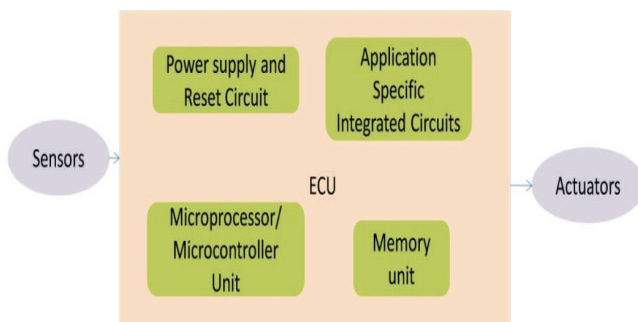 Power supply and
Reset Circuit
Application
Specific
Integrated Circuits
Sensors
ECU
Actuators
Microprocessor/
Microcontroller
Unit
Memory
unit